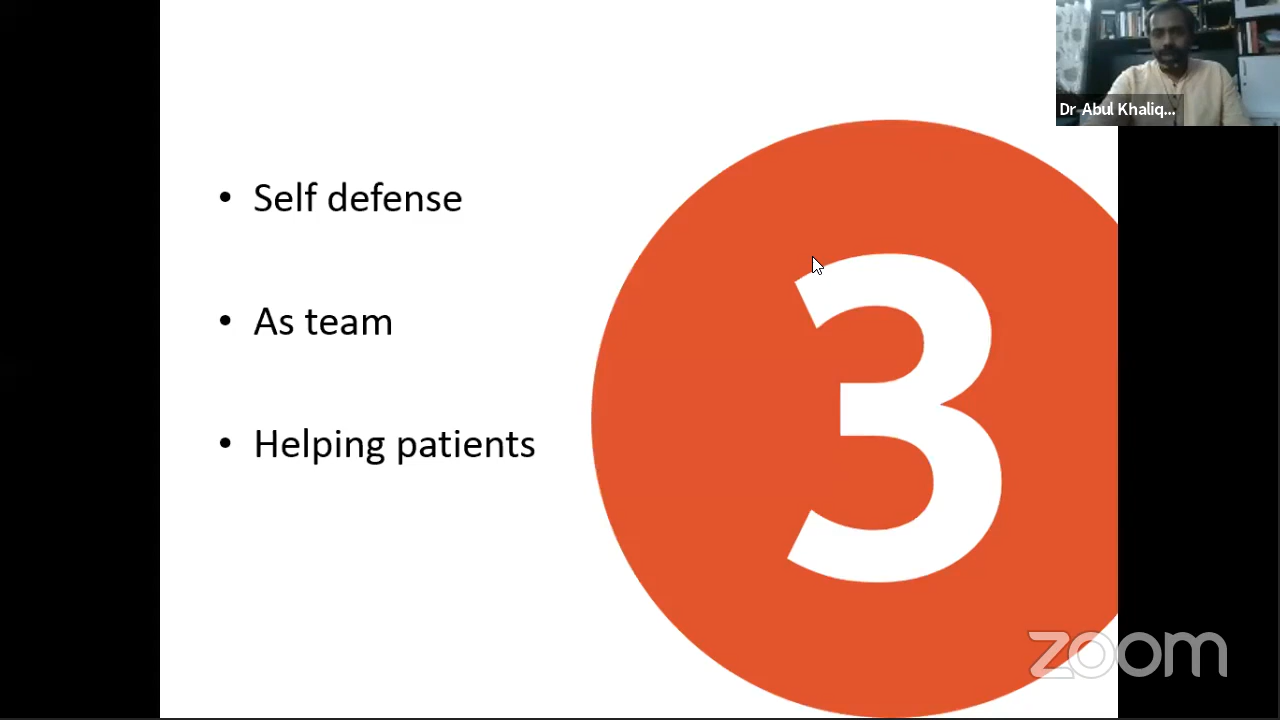 Dr Abul Khaliq...
• Self defense
• As team
• Helping patients
3
zoom